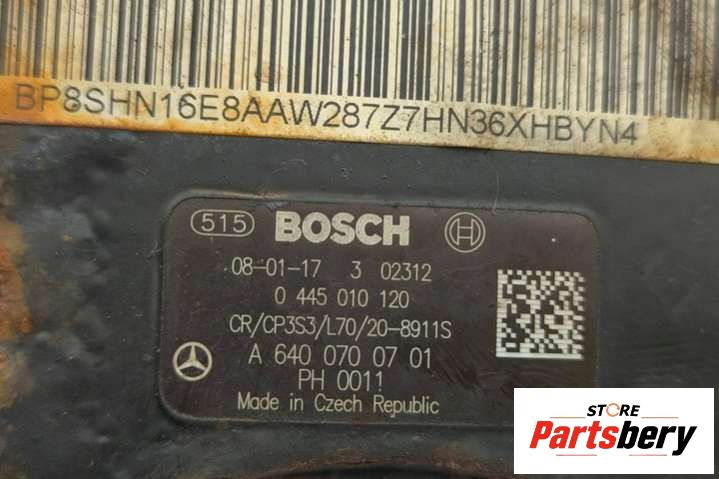 BP8SHN16E8AAW287Z7HN36XHBYN4
515 BOSCH
08-01-17 3 02312
0 445 010 120
CR/CP3S3/L70/20-8911S
A 640 070 07 01
PH 0011
Made in Czech Republic
STORE
Partsbery